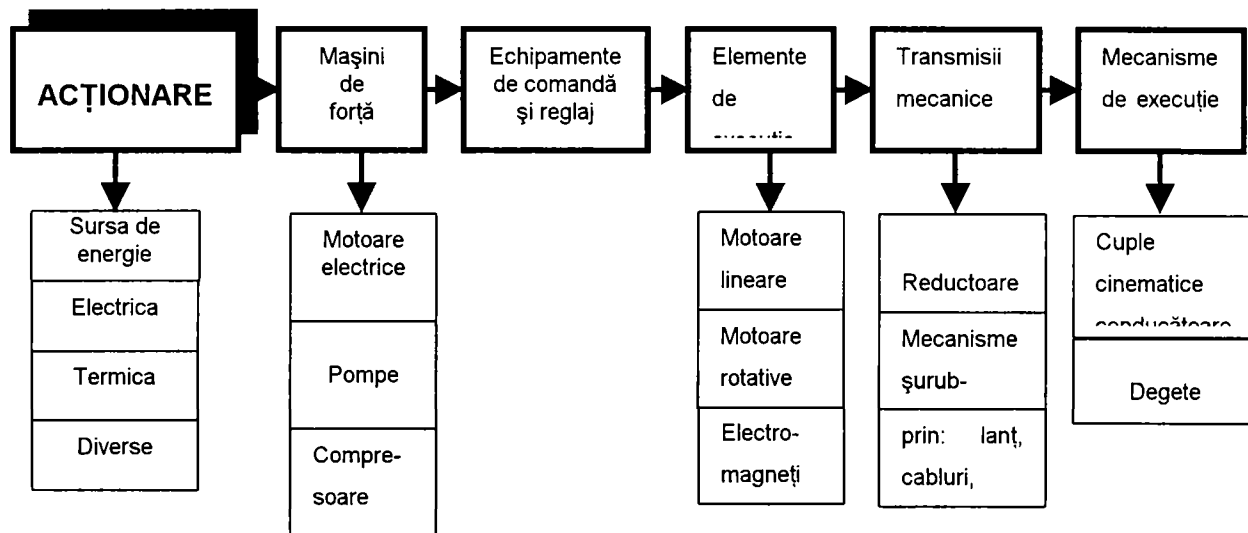 ACȚIONARE
Maşini
de
forță
Echipamente
de comandă
şi reglaj
Elemente
de
Transmisii
mecanice
Mecanisme
de execuție
Sursa de
energie
Electrica
Termica
Diverse
Motoare
electrice
Pompe
Compre-
soare
Motoare
lineare
Motoare
rotative
Electro-
magneți
Reductoare
Mecanisme
şurub-
prin: lanț,
cabluri,
Cuple
cinematice
conducătoare
Degete